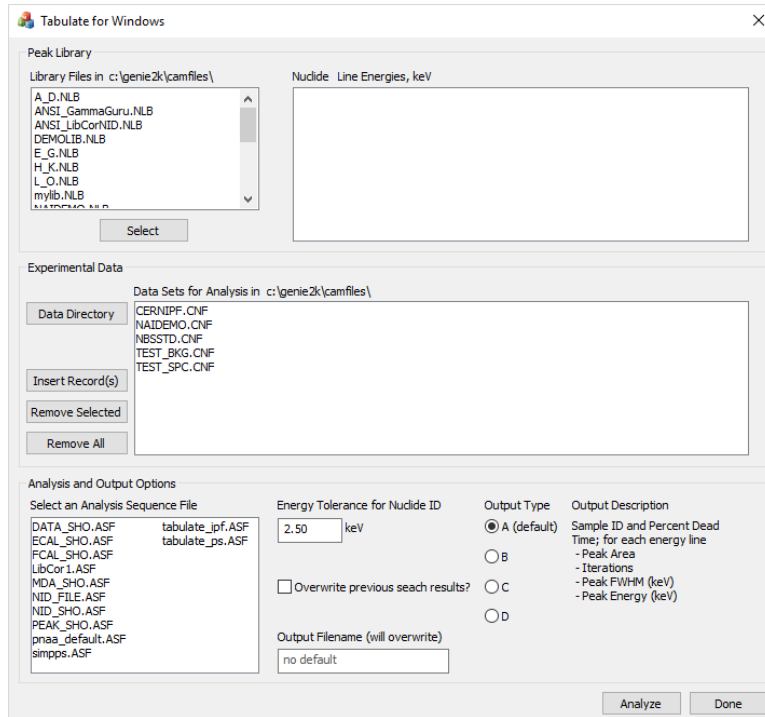 Tabulate for Windows
Peak Library
Library Files in c:\genie2k\camfiles\
A_D.NLB
ANSI_GammaGuru.NLB
ANSI_LibCorNID.NLB
DEMOLIB.NLB
E_G.NLB
H_K.NLB
L_O.NLB
mylib.NLB
NAIDEMO.NLB
Select
Nuclide Line Energies, keV
Experimental Data
Data Sets for Analysis in c:\genie2k\camfiles\
Data Directory
Insert Record(s)
Remove Selected
Remove All
CERNIPF.CNF
NAIDEMO.CNF
NBSSTD.CNF
TEST_BKG.CNF
TEST_SPC.CNF
Analysis and Output Options
Select an Analysis Sequence File
DATA_SHO.ASF
ECAL_SHO.ASF
FCAL_SHO.ASF
LibCor1.ASF
MDA_SHO.ASF
NID_FILE.ASF
NID_SHO.ASF
PEAK_SHO.ASF
pnaa_default.ASF
simpps.ASF
tabulate_ipf.ASF
tabulate_ps.ASF
Energy Tolerance for Nuclide ID
2.50 keV
Overwrite previous seach results?
Output Filename (will overwrite)
no default
Output Type
A (default)
B
C
D
Output Description
Sample ID and Percent Dead
Time; for each energy line
- Peak Area
- Iterations
- Peak FWHM (keV)
- Peak Energy (keV)
Analyze
Done